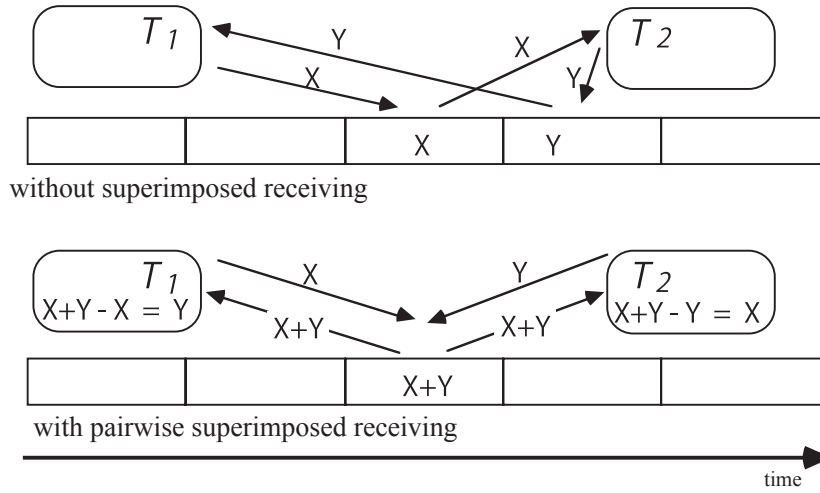 T1 Y X T2
X Y
X Y
without superimposed receiving
T1 X Y T2
X+Y - X = Y X+Y - Y = X
X+Y X+Y
X+Y
with pairwise superimposed receiving
time